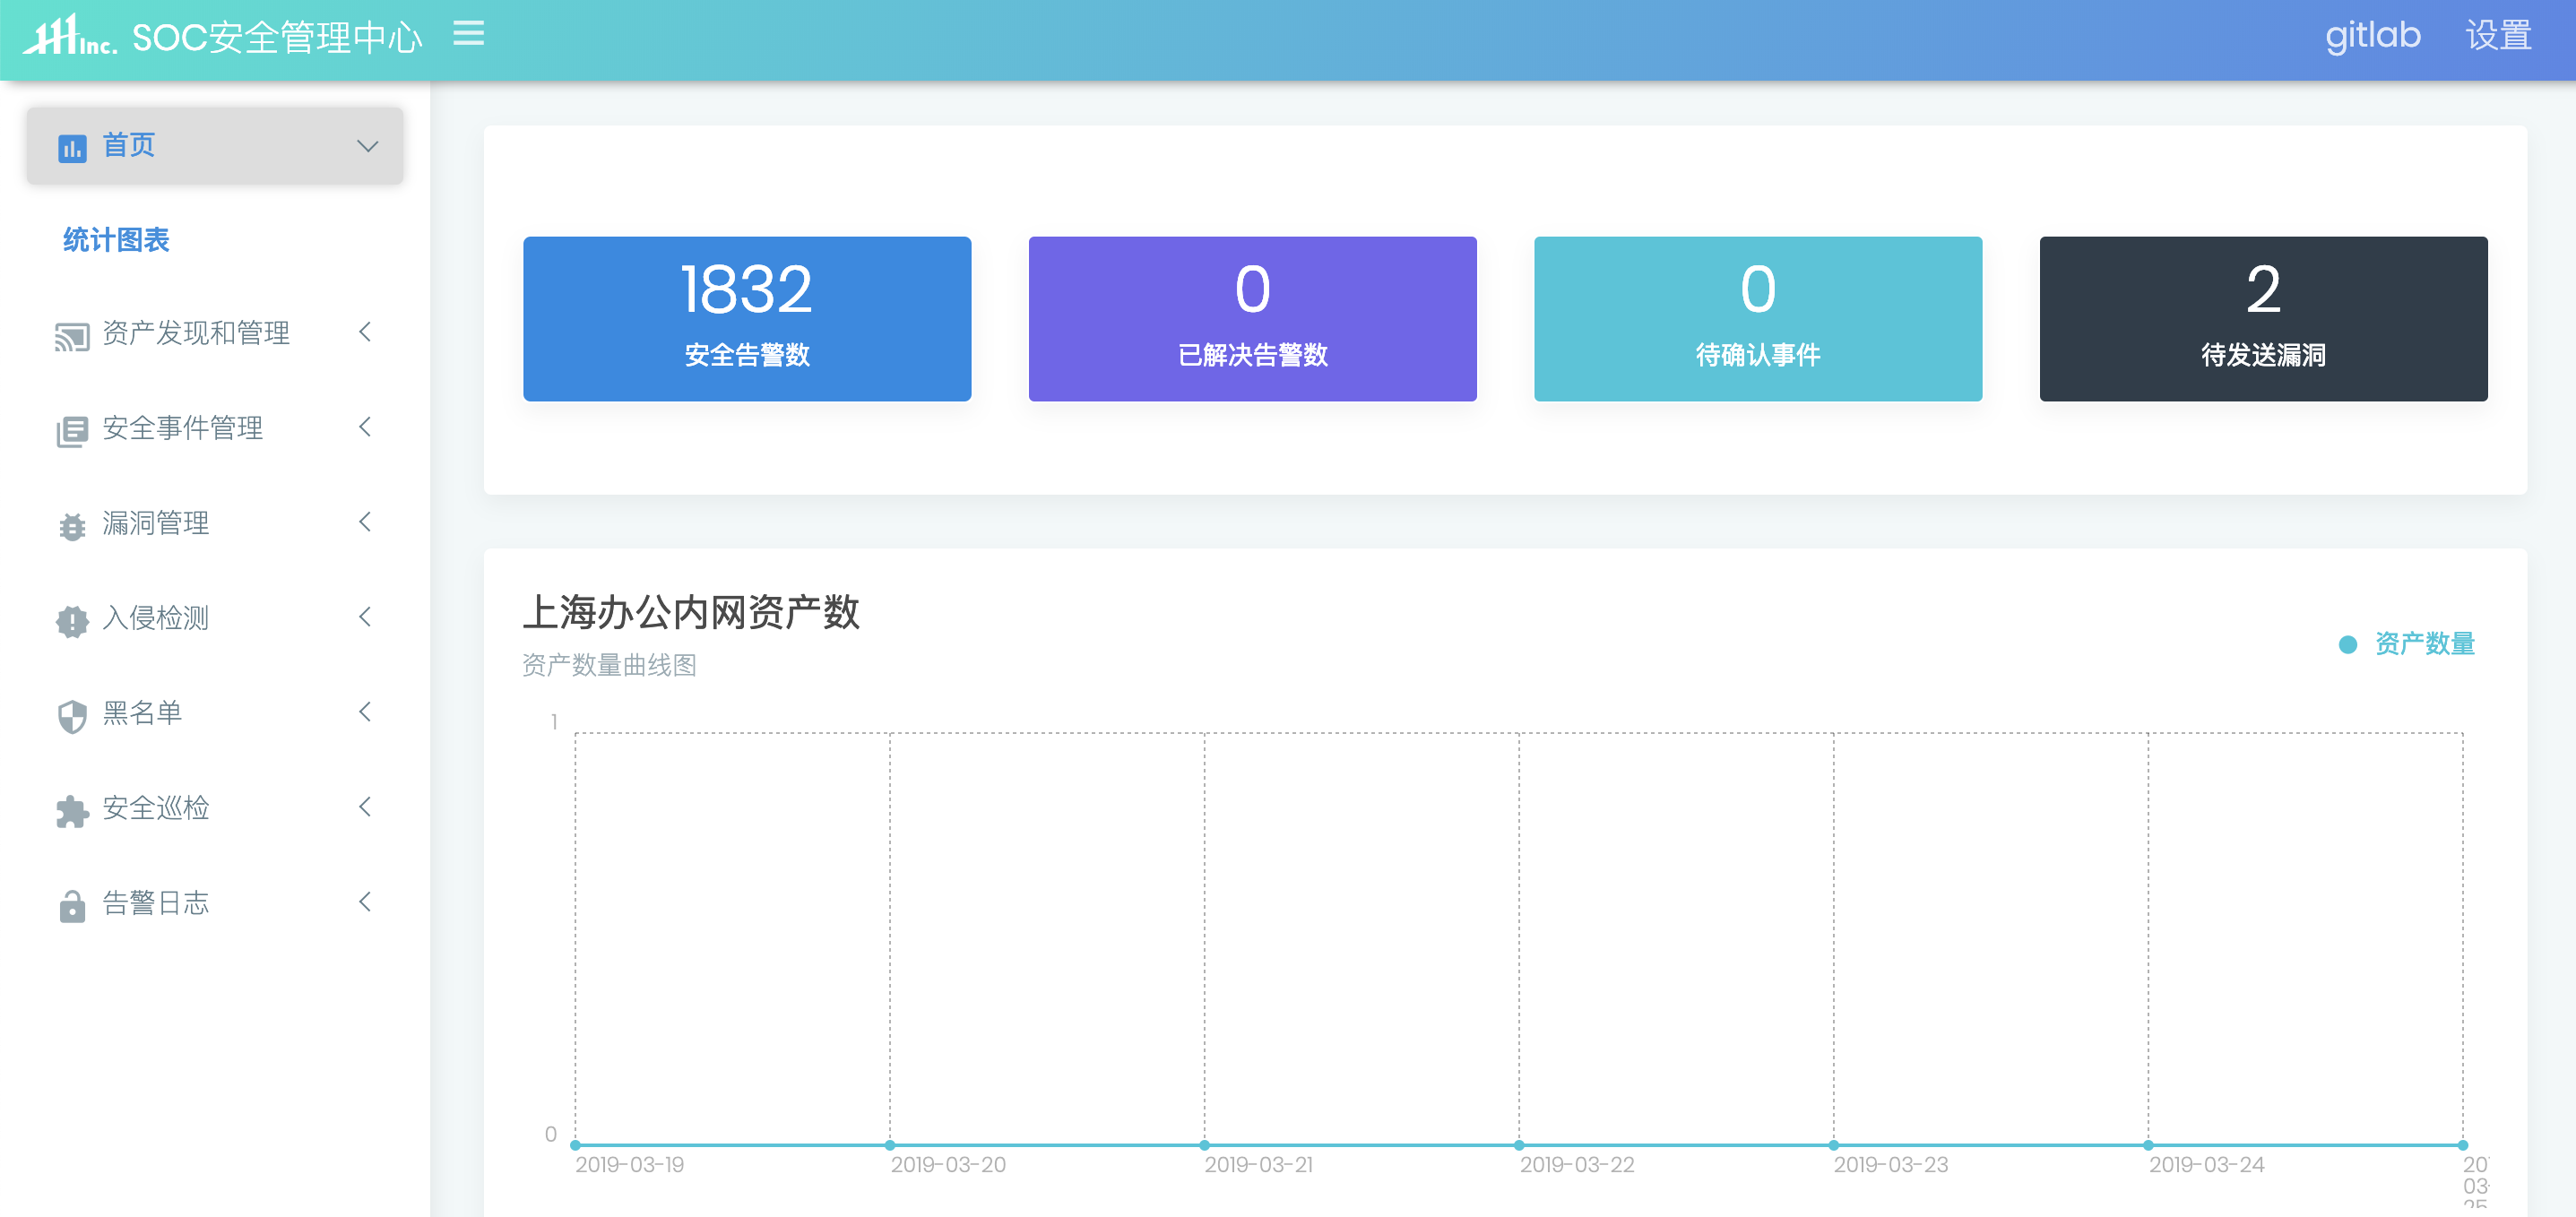 Inc. SOC安全管理中心
gitlab 设置
首页
统计图表
资产发现和管理
安全事件管理
漏洞管理
入侵检测
黑名单
安全巡检
告警日志
1832
安全告警数
0
已解决告警数
0
待确认事件
2
待发送漏洞
上海办公内网资产数
资产数量曲线图
资产数量
1
0
2019-03-19 2019-03-20 2019-03-21 2019-03-22 2019-03-23 2019-03-24
20
03
25